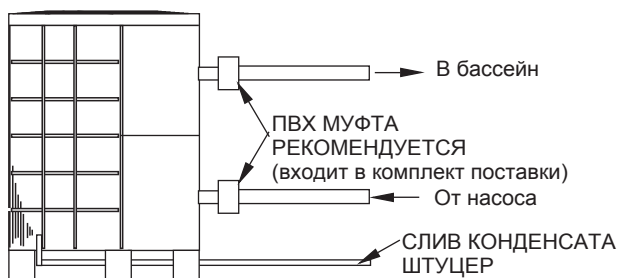 В бассейн
ПВХ МУФТА
РЕКОМЕНДУЕТСЯ
(входит в комплект поставки)
От насоса
СЛИВ КОНДЕНСАТА
ШТУЦЕР